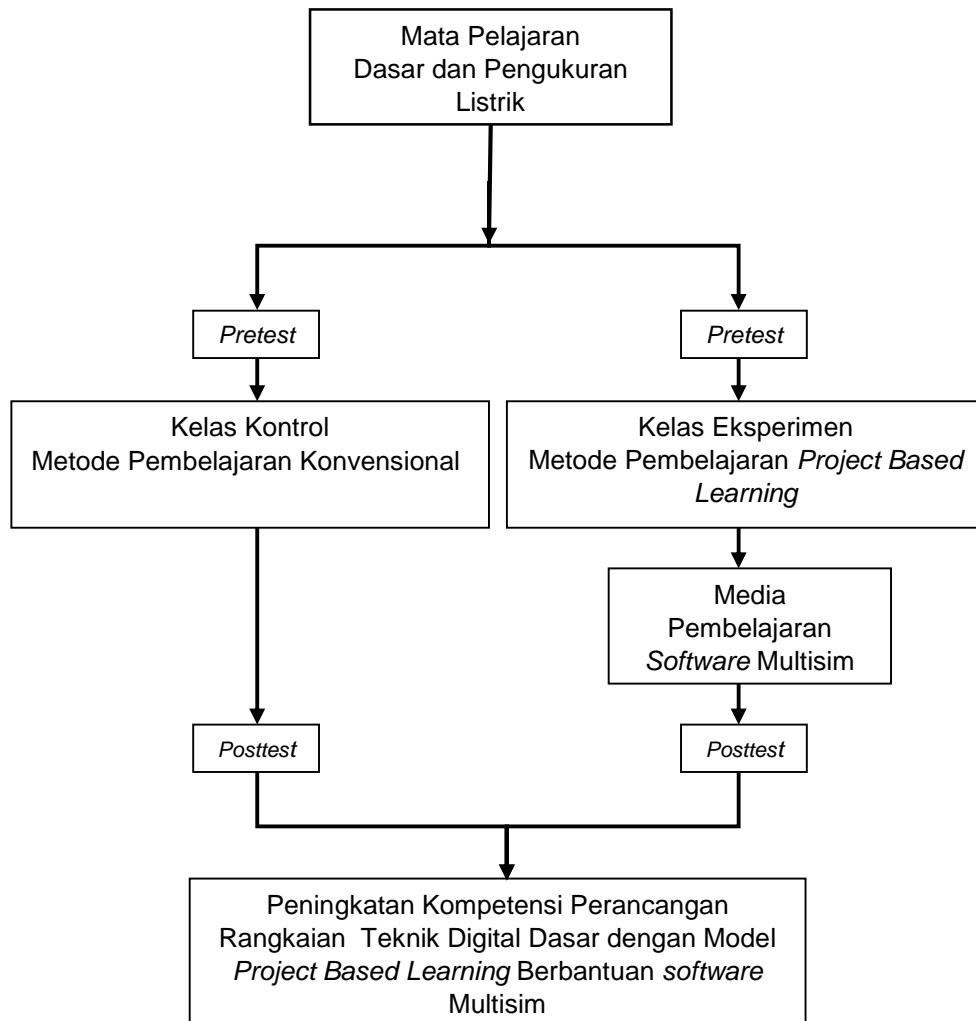 Mata Pelajaran
Dasar dan Pengukuran
Listrik
Pretest
Pretest
Kelas Kontrol
Metode Pembelajaran Konvensional
Kelas Eksperimen
Metode Pembelajaran Project Based
Learning
Media
Pembelajaran
Software Multisim
Posttest
Posttest
Peningkatan Kompetensi Perancangan
Rangkaian Teknik Digital Dasar dengan Model
Project Based Learning Berbantuan software
Multisim